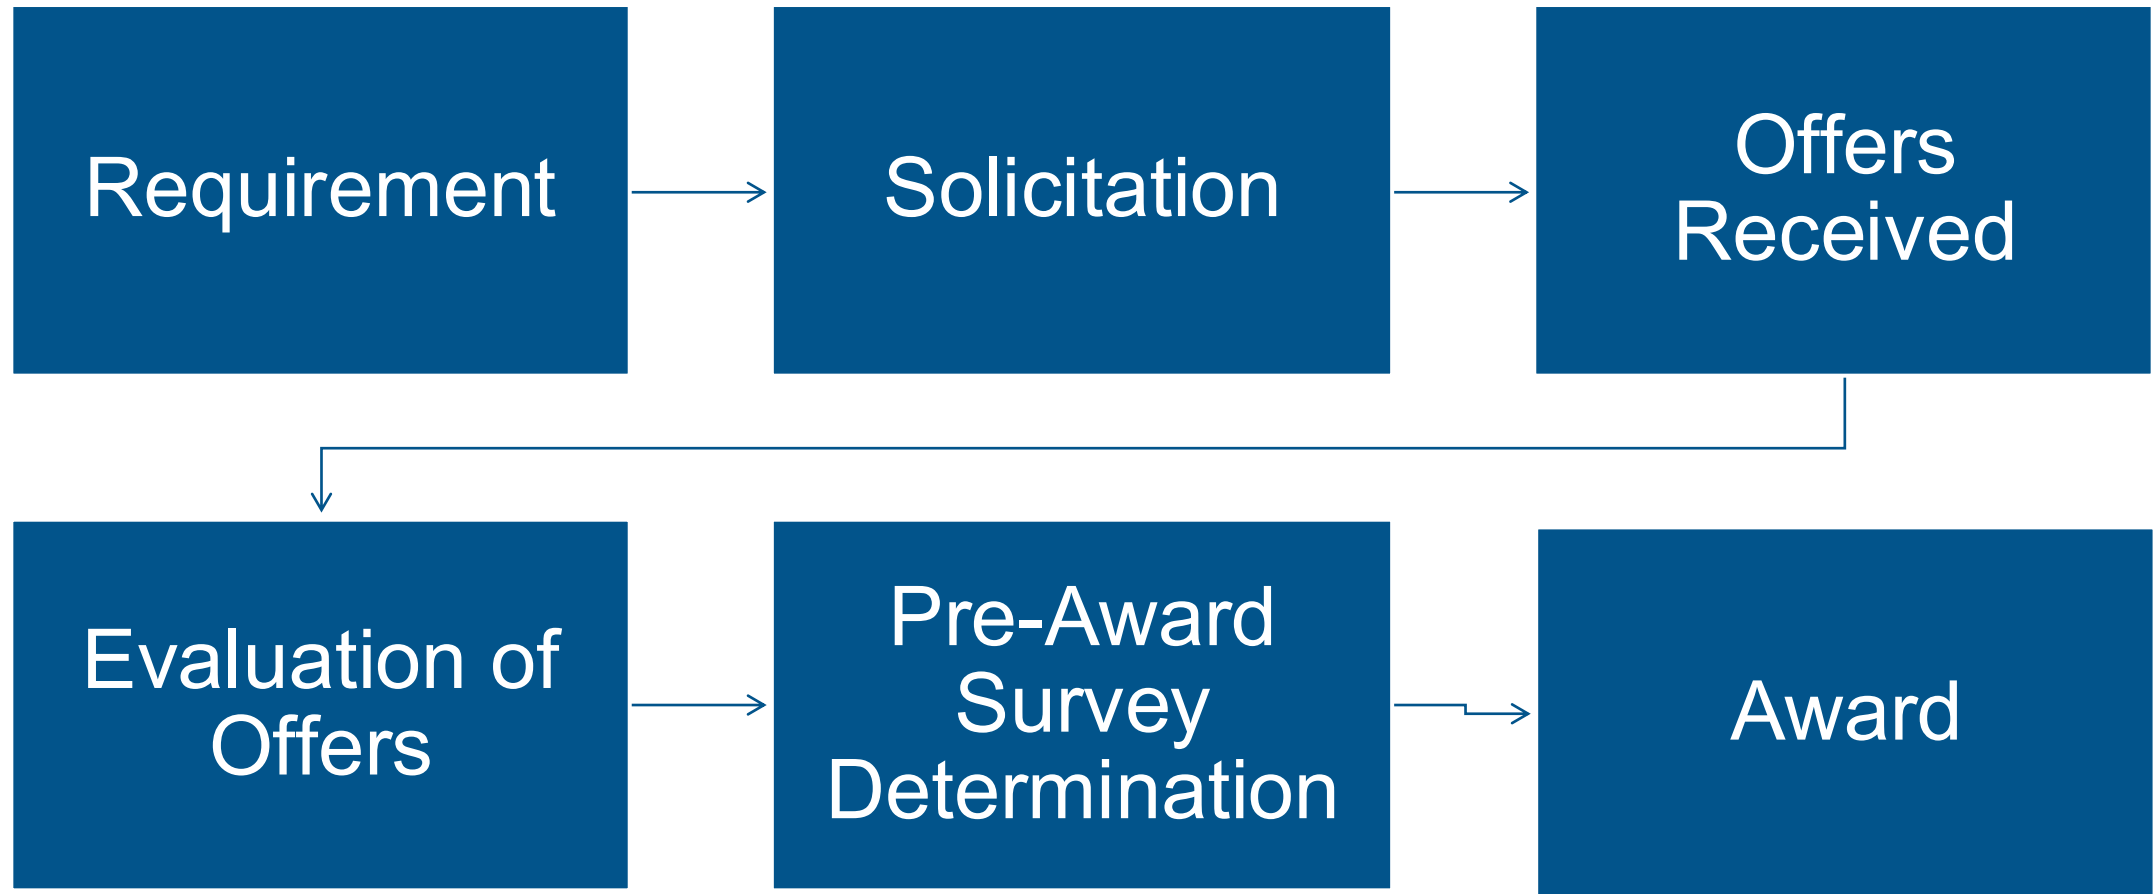 Requirement
Solicitation
Offers
Received
Evaluation of
Offers
Pre-Award
Survey
Determination
Award